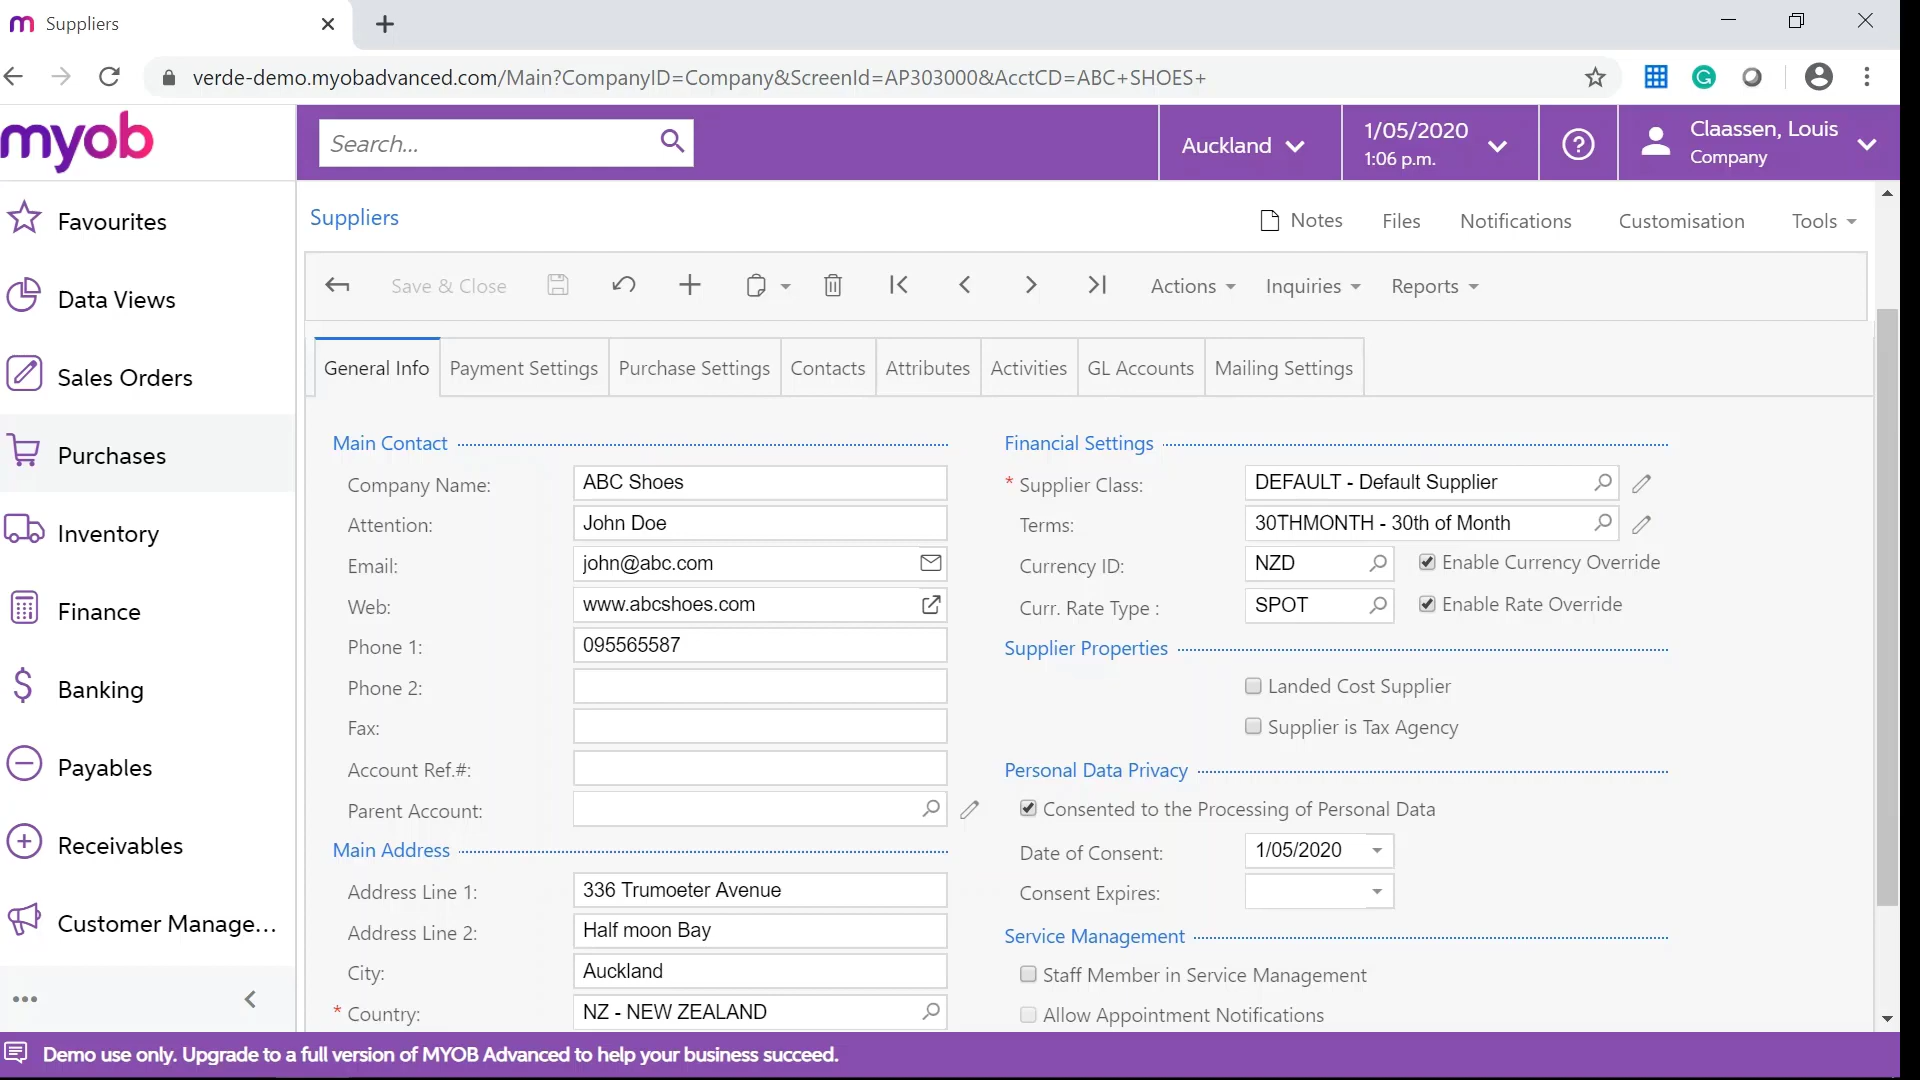 Suppliers
verde-demo.myobadvanced.com/Main?CompanyID=Company&ScreenId=AP303000&AcctCD=ABC+SHOES+
myob
Search...
Auckland
1/05/2020
1:06 p.m.
Claassen, Louis
Company
Favourites
Data Views
Sales Orders
Purchases
Inventory
Finance
Banking
Payables
Receivables
Customer Manage...
Suppliers
Notes Files Notifications Customisation Tools
Save & Close Actions Inquiries Reports
General Info Payment Settings Purchase Settings Contacts Attributes Activities GL Accounts Mailing Settings
Main Contact
Company Name: ABC Shoes
Attention: John Doe
Email: john@abc.com
Web: www.abcshoes.com
Phone 1: 095565587
Phone 2:
Fax:
Account Ref.#:
Parent Account:
Main Address
Address Line 1: 336 Trumoeter Avenue
Address Line 2: Half moon Bay
City: Auckland
* Country: NZ - NEW ZEALAND
Financial Settings
* Supplier Class: DEFAULT - Default Supplier
Terms: 30THMONTH - 30th of Month
Currency ID: NZD Enable Currency Override
Curr. Rate Type : SPOT Enable Rate Override
Supplier Properties
Landed Cost Supplier
Supplier is Tax Agency
Personal Data Privacy
Consented to the Processing of Personal Data
Date of Consent: 1/05/2020
Consent Expires:
Service Management
Staff Member in Service Management
Allow Appointment Notifications
Demo use only. Upgrade to a full version of MYOB Advanced to help your business succeed.